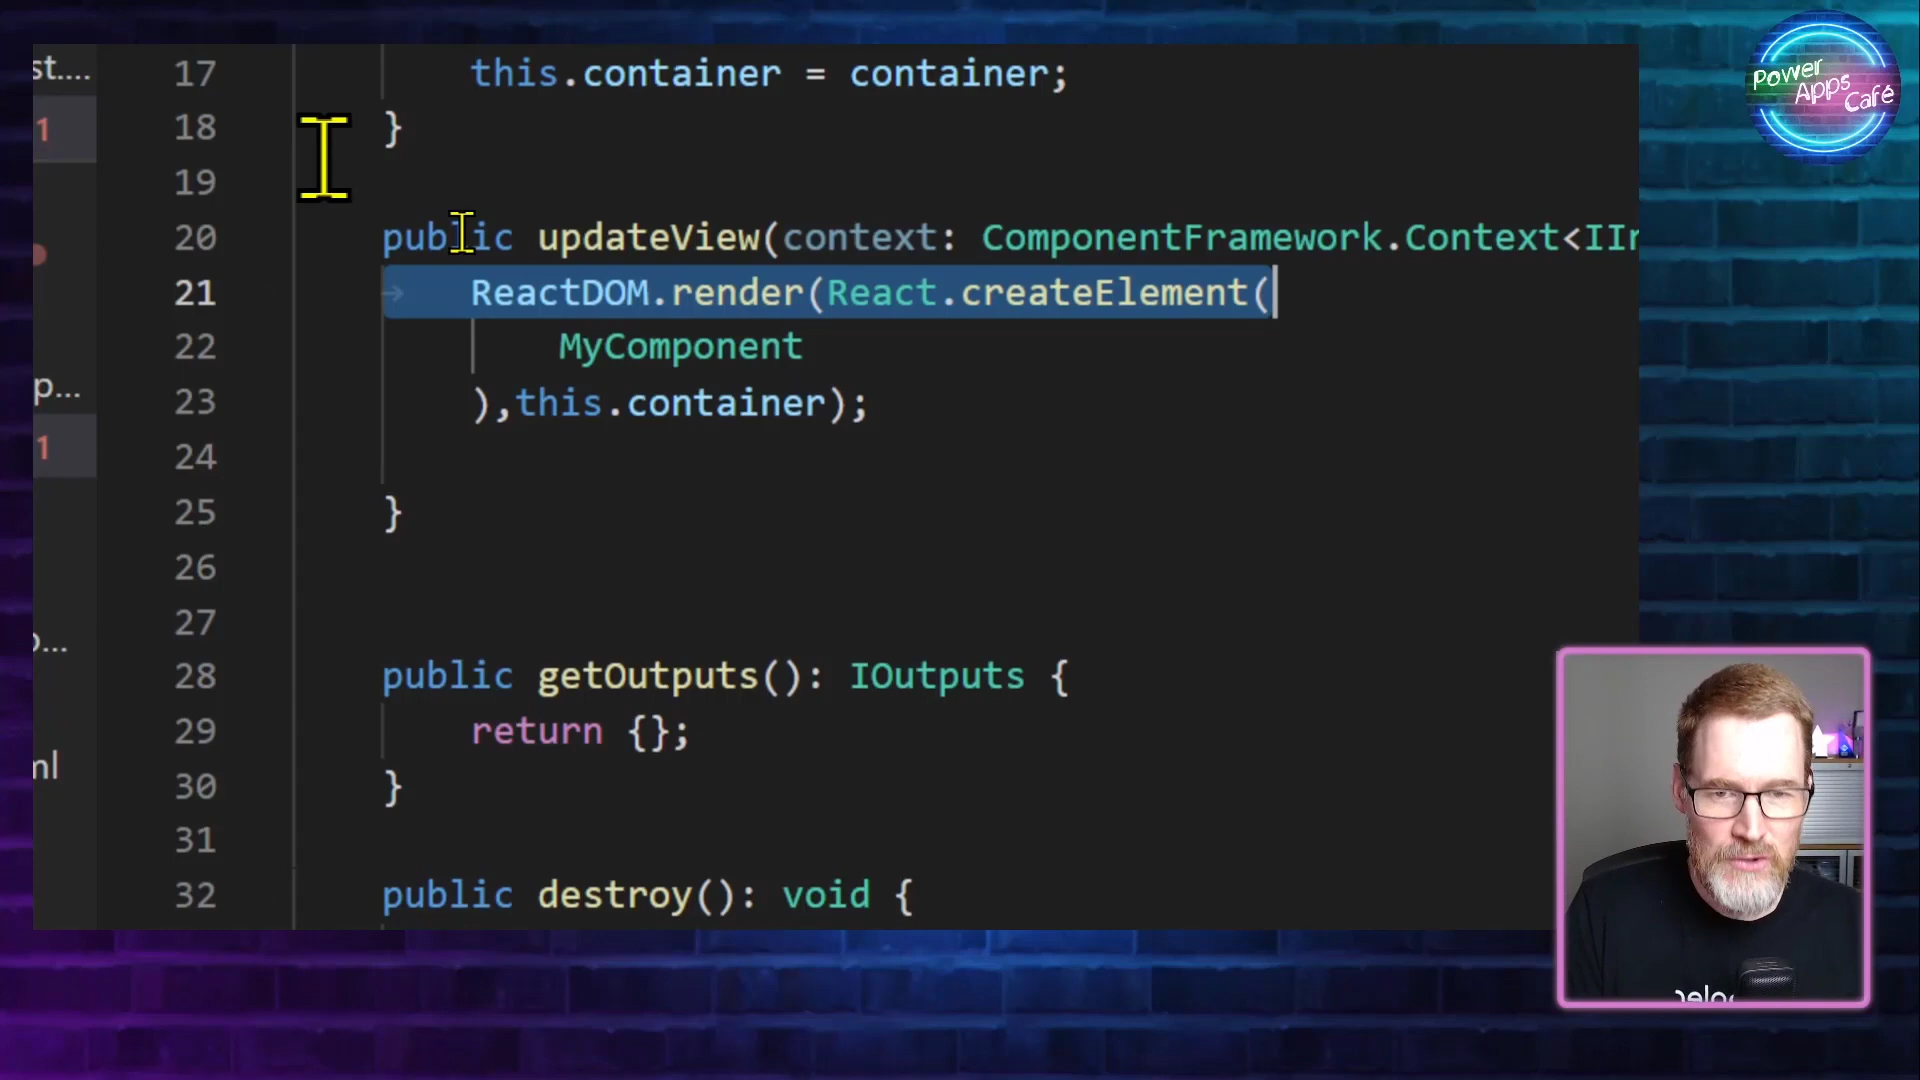 Power Apps Café
st....
17 this.container = container;
1
18 }
19
20 public updateView(context: ComponentFramework.Context<IIn
21 ReactDOM.render(React.createElement(
22 MyComponent
p...
23 ),this.container);
1
24
25 }
26
27
o...
28 public getOutputs(): IOutputs {
29 return {};
ml
30 }
31
32 public destroy(): void {